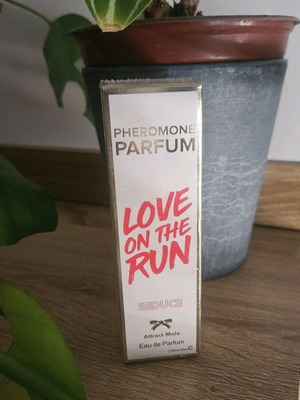 PHEROMONE
PARFUM
LOVE
ON THE
RUN
SEDUCE
Attract Male
Eau de Parfum